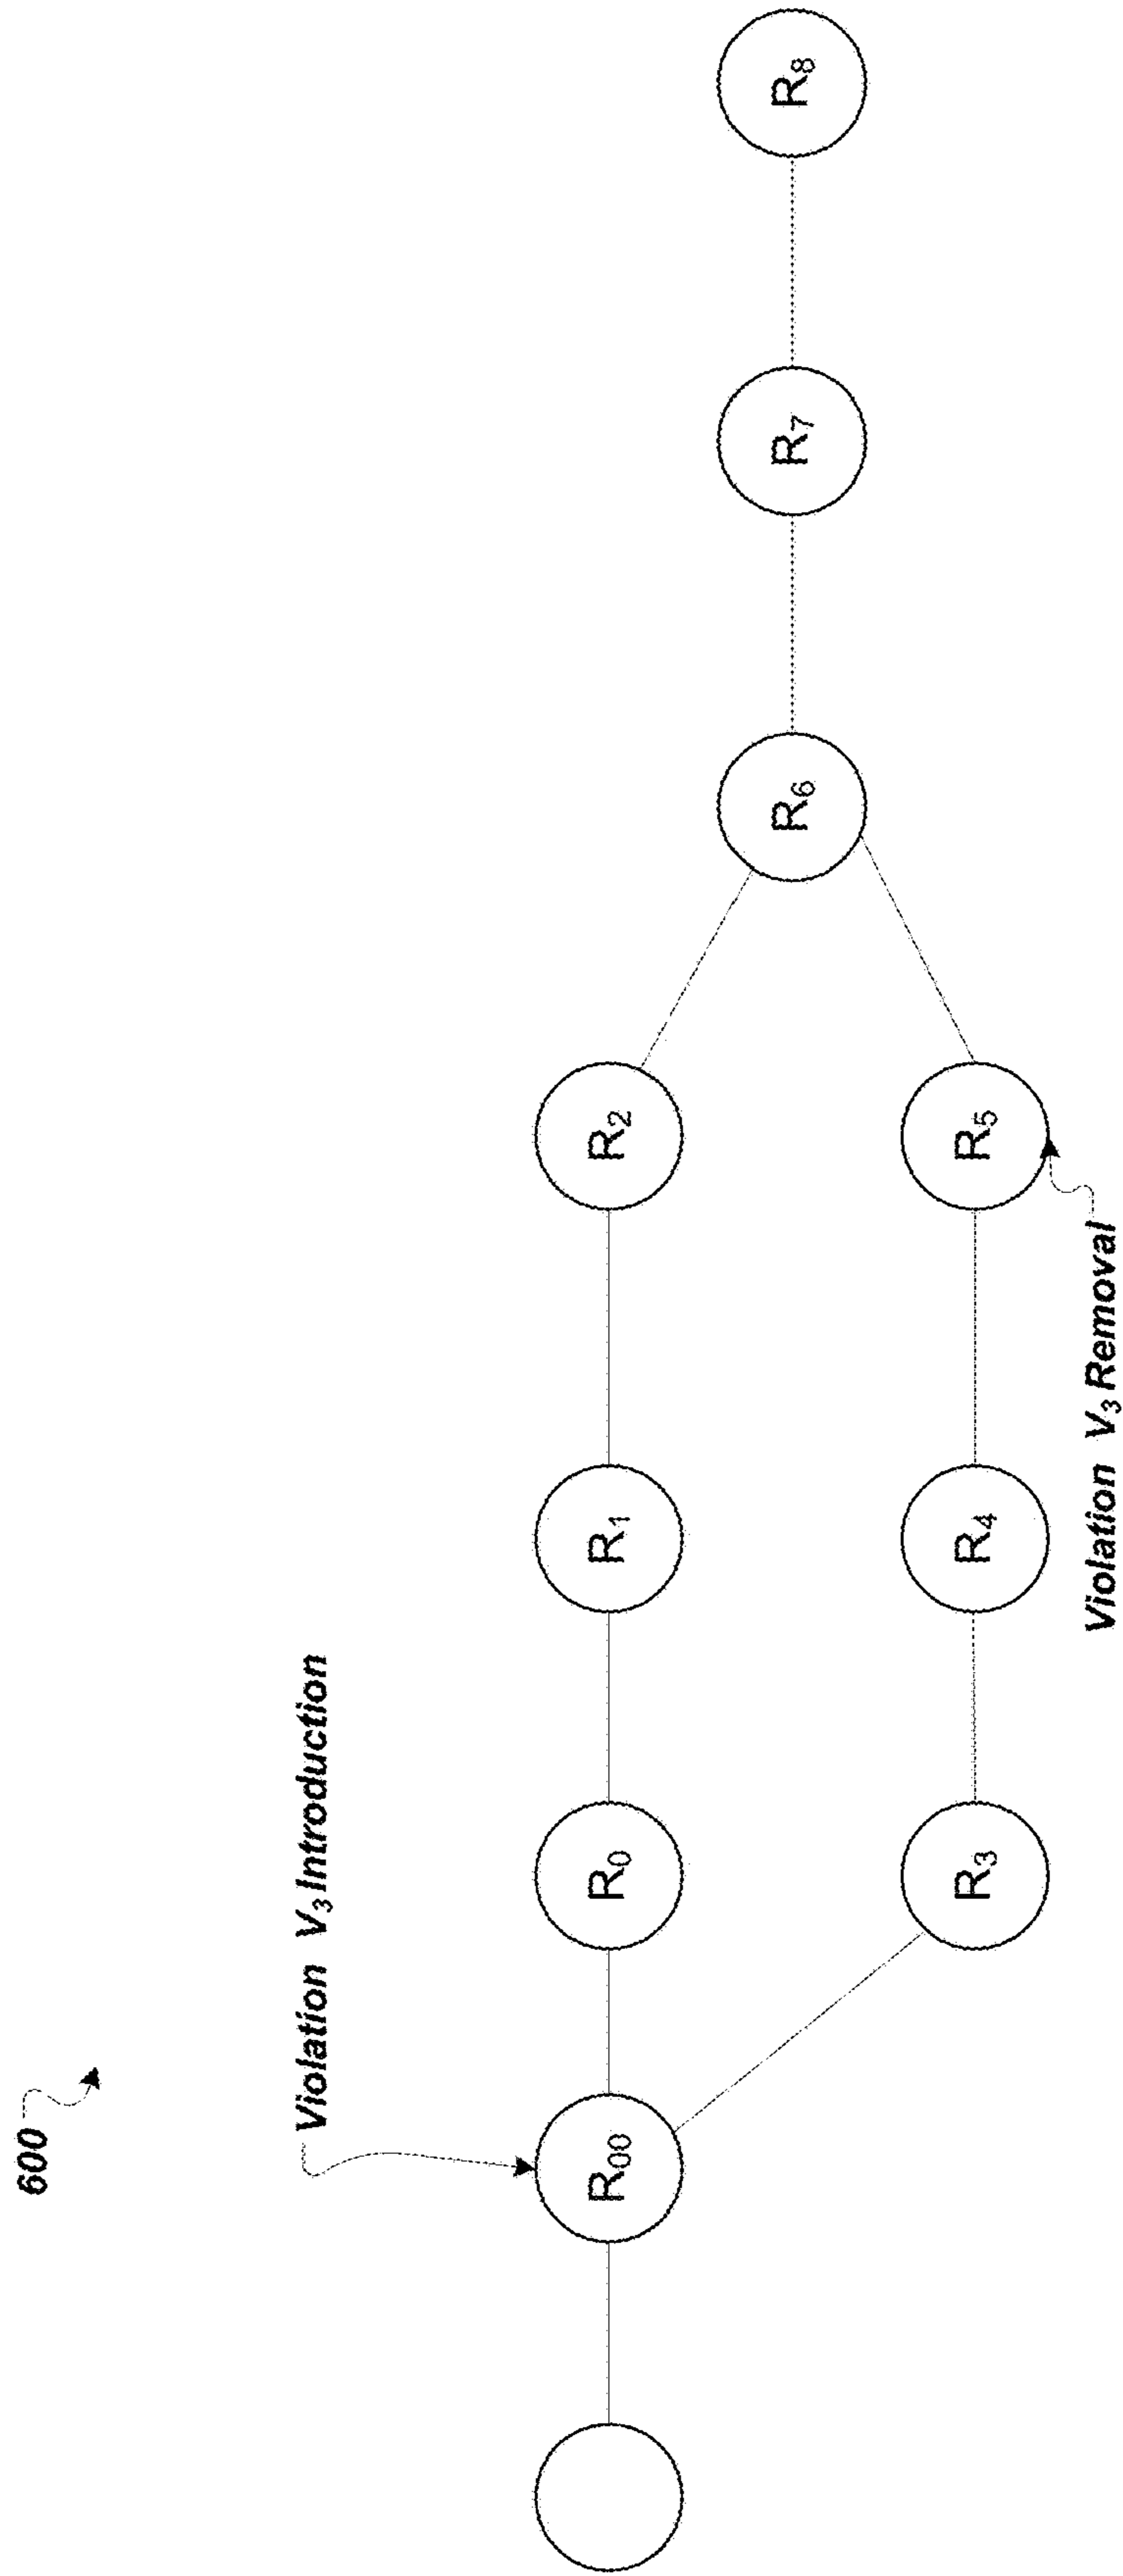 600
Violation V₃ Introduction
R₀₀
R₀
R₁
R₂
R₃
R₄
R₅
R₆
R₇
R₈
Violation V₃ Removal